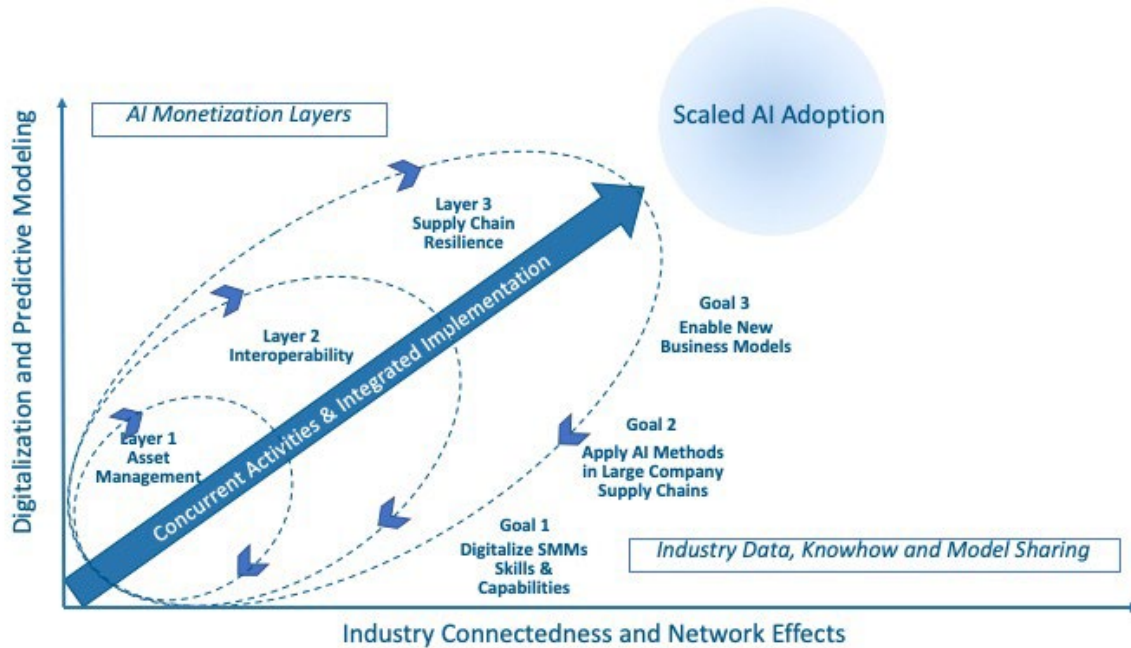 AI Monetization Layers
Scaled AI Adoption
Digitalization and Predictive Modeling
Layer 3
Supply Chain
Resilience
Layer 2
Interoperability
Layer 1
Asset
Management
Concurrent Activities & Integrated Implementation
Goal 3
Enable New
Business Models
Goal 2
Apply AI Methods
in Large Company
Supply Chains
Goal 1
Digitalize SMMs
Skills &
Capabilities
Industry Data, Knowhow and Model Sharing
Industry Connectedness and Network Effects